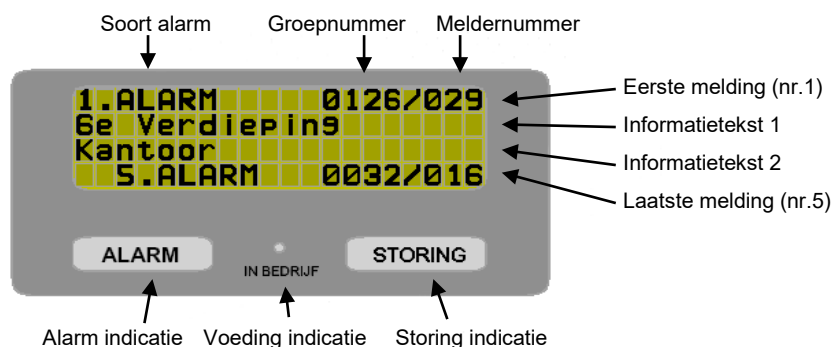 Soort alarm Groepnummer Meldernummer
1.ALARM 0126/029 Eerste melding (nr.1)
6e Verdieping Informatietekst 1
Kantoor Informatietekst 2
5.ALARM 0032/016 Laatste melding (nr.5)
ALARM IN BEDRIJF STORING
Alarm indicatie Voeding indicatie Storing indicatie